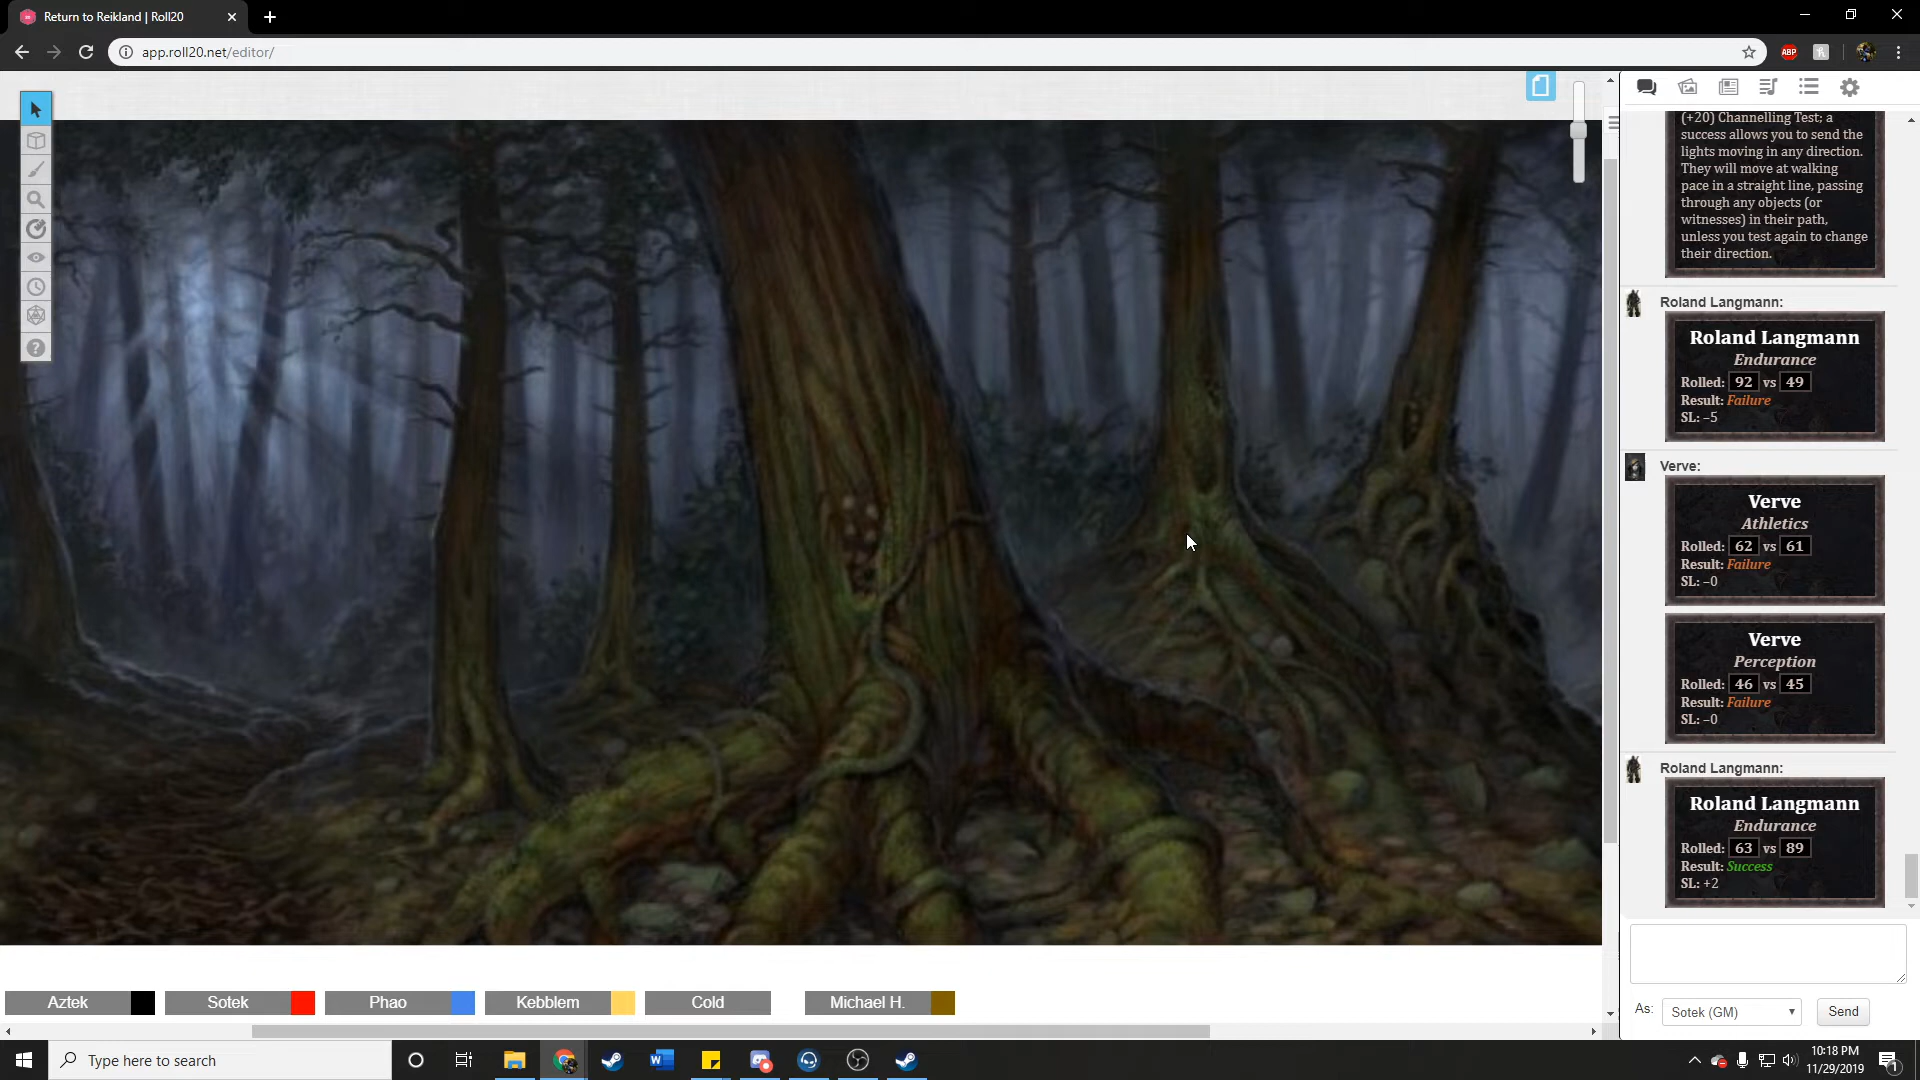 Return to Reikland | Roll20
app.roll20.net/editor/
ABP
(+20) Channelling Test; a
success allows you to send the
lights moving in any direction.
They will move at walking
pace in a straight line, passing
through any objects (or
witnesses) in their path,
unless you test again to change
their direction.
Roland Langmann:
Roland Langmann
Endurance
Rolled: 92 vs 49
Result: Failure
SL: -5
Verve:
Verve
Athletics
Rolled: 62 vs 61
Result: Failure
SL: -0
Verve
Perception
Rolled: 46 vs 45
Result: Failure
SL: -0
Roland Langmann:
Roland Langmann
Endurance
Rolled: 63 vs 89
Result: Success
SL: +2
As: Sotek (GM) Send
Aztek Sotek Phao Kebblem Cold Michael H.
Type here to search
10:18 PM
11/29/2019